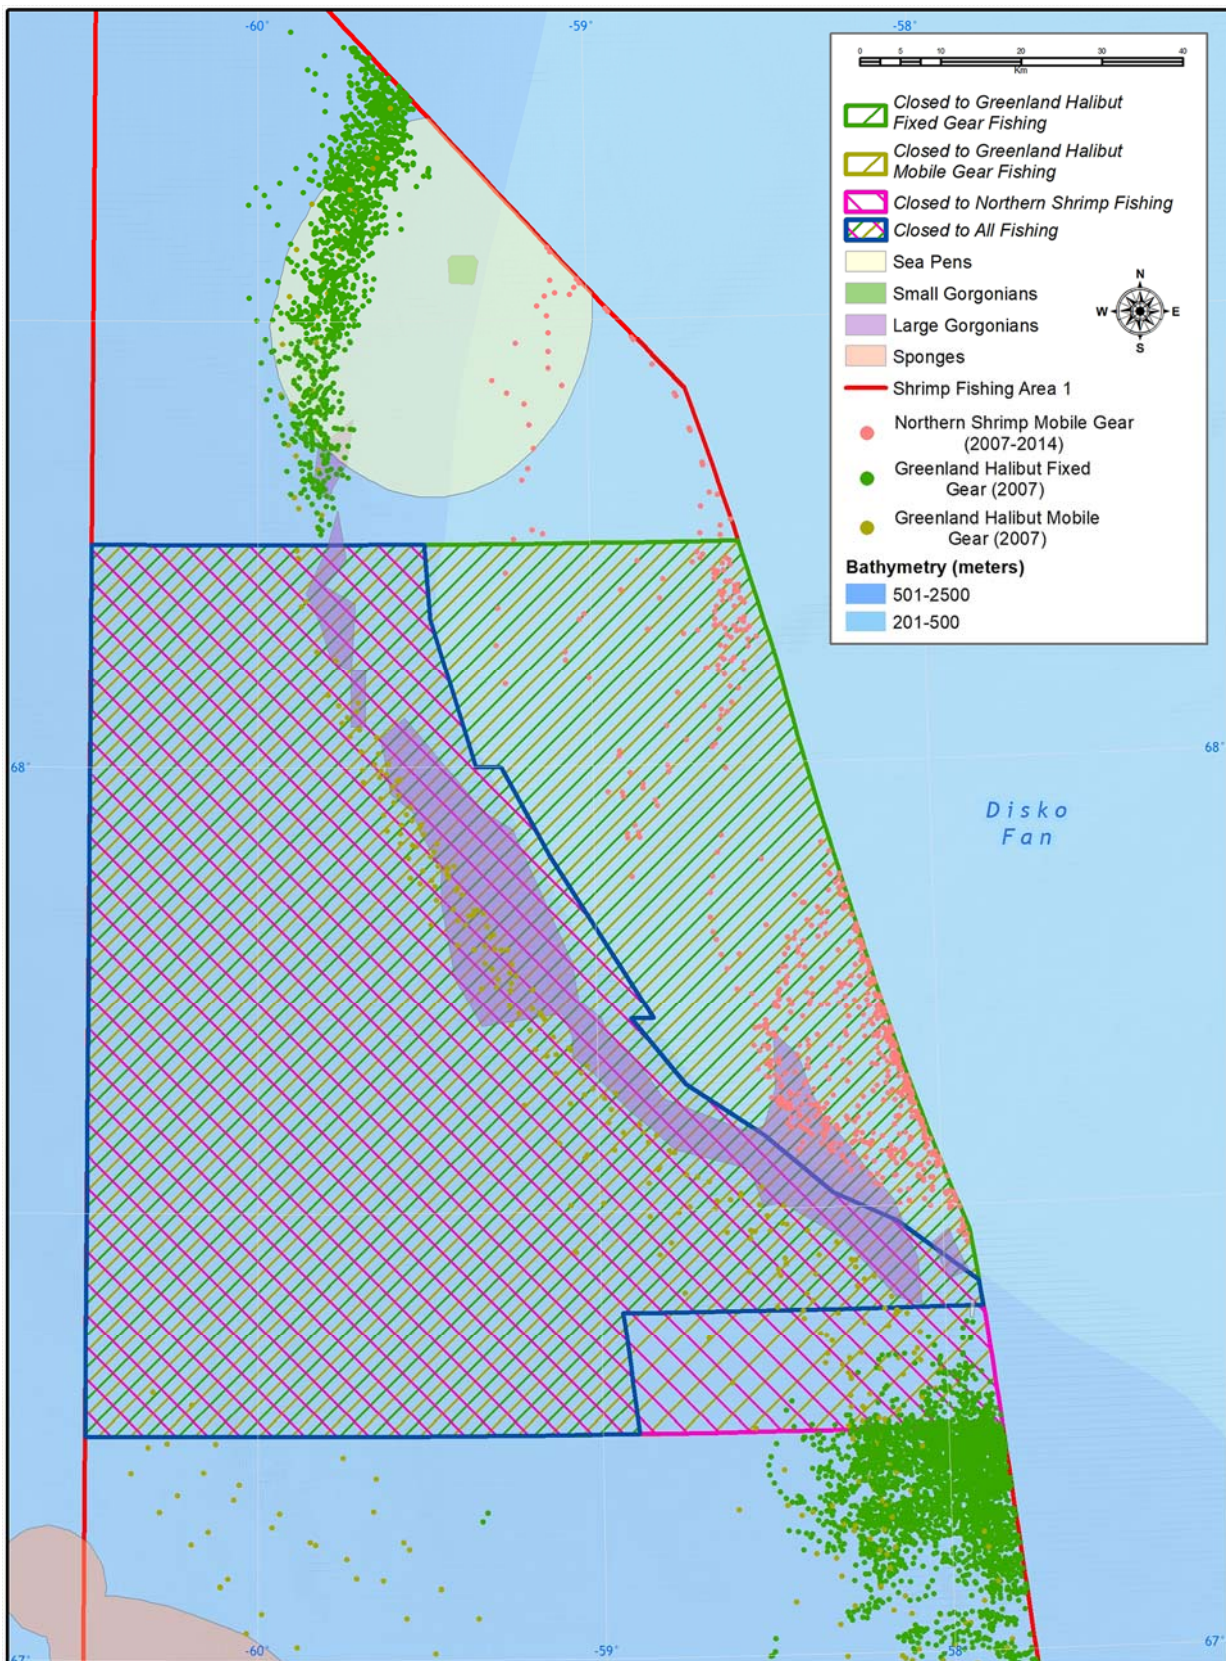 -60°
-59°
-58°
0 5 10 20 30 40
Km
Closed to Greenland Halibut
Fixed Gear Fishing
Closed to Greenland Halibut
Mobile Gear Fishing
Closed to Northern Shrimp Fishing
Closed to All Fishing
Sea Pens
Small Gorgonians
Large Gorgonians
Sponges
N
W E
S
Shrimp Fishing Area 1
Northern Shrimp Mobile Gear
(2007-2014)
Greenland Halibut Fixed
Gear (2007)
Greenland Halibut Mobile
Gear (2007)
Bathymetry (meters)
501-2500
201-500
68°
68°
Disko
Fan
67°
-60°
-59°
-58°
67°